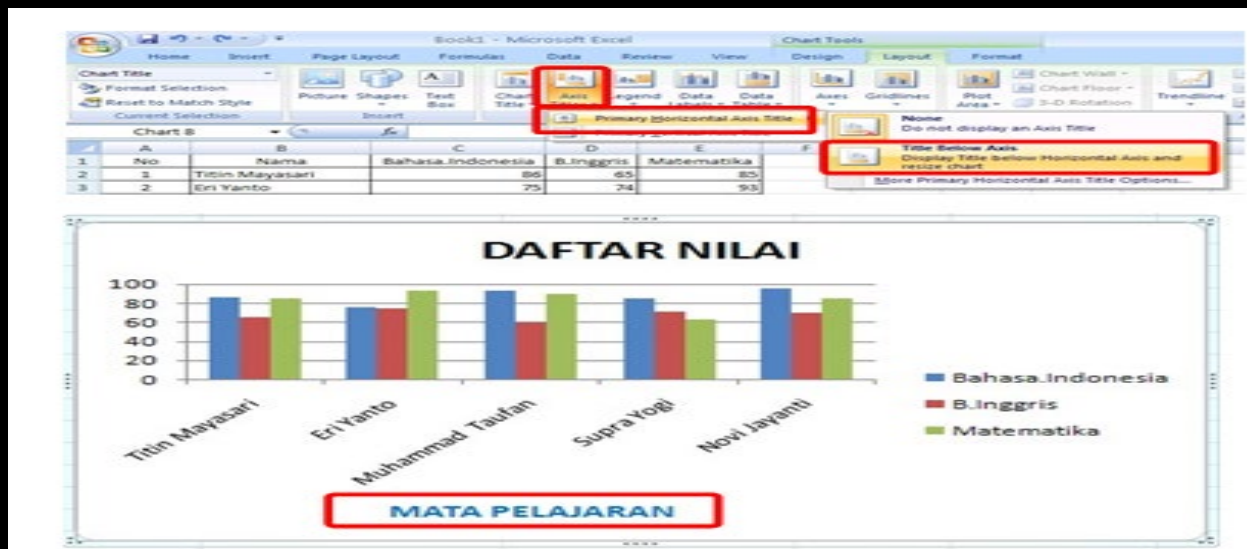 Book1 - Microsoft Excel
Chart Tools
Home Insert Page Layout Formulas Data Review View Design Layout Format
Chart Title
Format Selection
Reset to Match Style
Current Selection
Picture Shapes Text Box
Insert
Chart Title Axis Legend Data Labels Data Table
Axes Gridlines
Plot Area
Chart Wall
Chart Floor
3-D Rotation
Trendline
Primary Horizontal Axis Title
None
Do not display an Axis Title
Title Below Axis
Display Title below Horizontal Axis and resize chart
More Primary Horizontal Axis Title Options...
Chart 8
fx
A B C D E F
1 No Nama Bahasa.Indonesia B.Inggris Matematika
2 1 Titin Mayasari 86 65 85
3 2 Eri Yanto 75 74 93
DAFTAR NILAI
100
80
60
40
20
0
Titin Mayasari
Eri Yanto
Muhammad Taufan
Supra Yogi
Novi Jayanti
Bahasa.Indonesia
B.Inggris
Matematika
MATA PELAJARAN